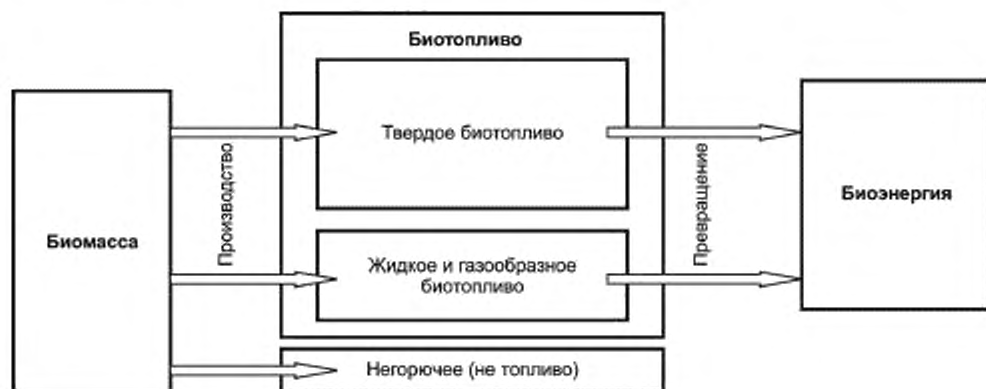 Биотопливо
Твердое биотопливо
Производство
Превращение
Биомасса
Биоэнергия
Жидкое и газообразное
биотопливо
Негорючее (не топливо)